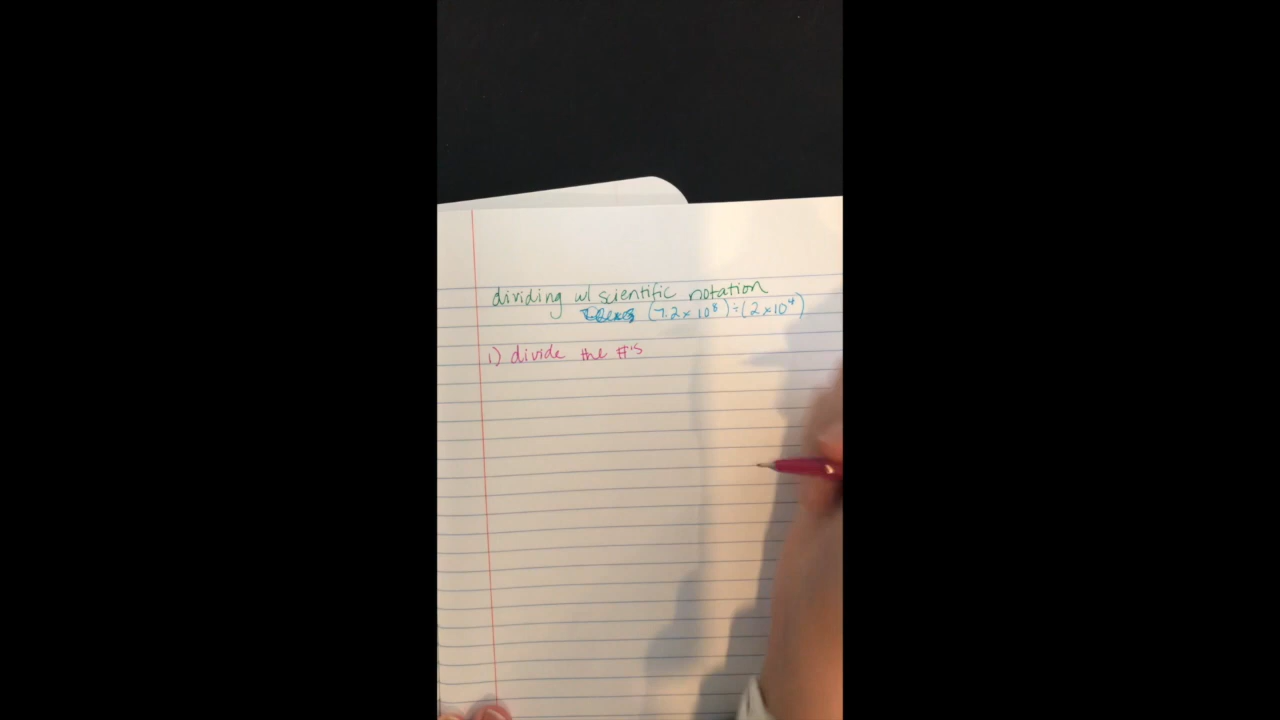 dividing w/ scientific notation
(7.2 x 10⁸) ÷ (2 x 10⁴)
1) divide the #'s